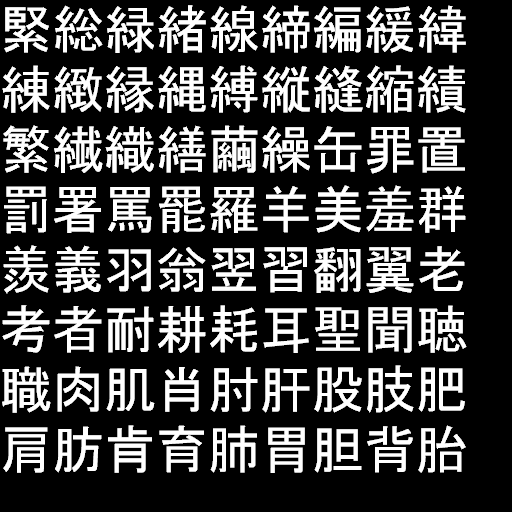 緊総緑緒線締編緩緯
練緻縁縄縛縦縫縮績
繁繊織繕繭繰缶罪置
罰署罵罷羅羊美羞群
羨義羽翁翌習翻翼老
考者耐耕耗耳聖聞聴
職肉肌肖肘肝股肢肥
肩肪肯育肺胃胆背胎